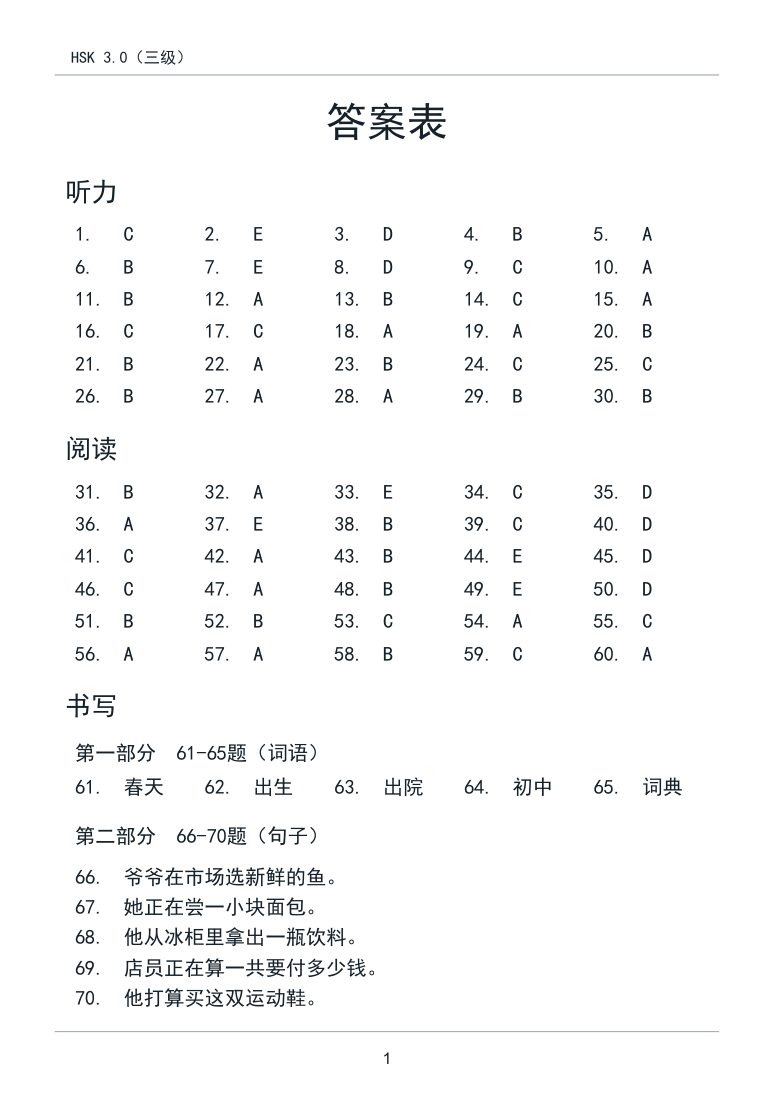 HSK 3.0（三级）
答案表
听力
1. C 2. E 3. D 4. B 5. A
6. B 7. E 8. D 9. C 10. A
11. B 12. A 13. B 14. C 15. A
16. C 17. C 18. A 19. A 20. B
21. B 22. A 23. B 24. C 25. C
26. B 27. A 28. A 29. B 30. B
阅读
31. B 32. A 33. E 34. C 35. D
36. A 37. E 38. B 39. C 40. D
41. C 42. A 43. B 44. E 45. D
46. C 47. A 48. B 49. E 50. D
51. B 52. B 53. C 54. A 55. C
56. A 57. A 58. B 59. C 60. A
书写
第一部分 61-65题（词语）
61. 春天 62. 出生 63. 出院 64. 初中 65. 词典
第二部分 66-70题（句子）
66. 爷爷在市场选新鲜的鱼。
67. 她正在尝一小块面包。
68. 他从冰柜里拿出一瓶饮料。
69. 店员正在算一共要付多少钱。
70. 他打算买这双运动鞋。
1